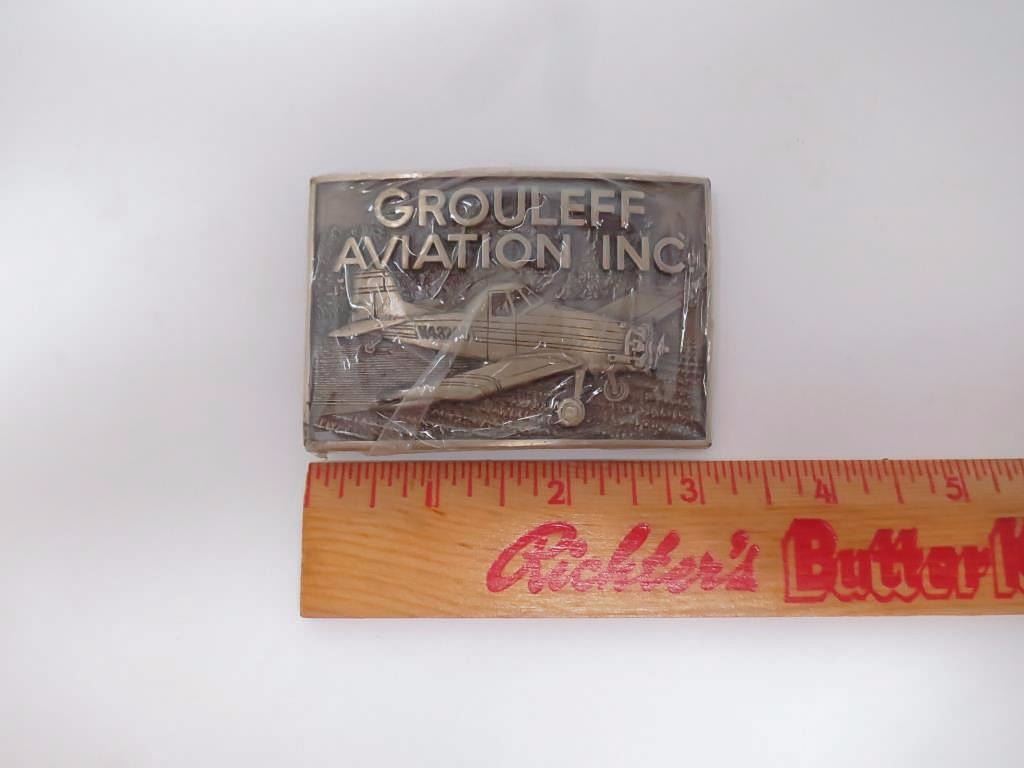 GROULEFF
AVIATION INC
1 2 3 4 5
Richter's Butter